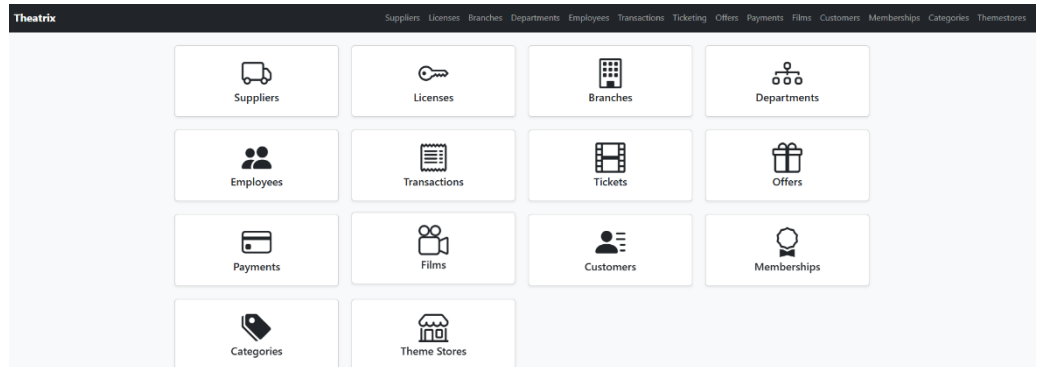 Theatrix Suppliers Licenses Branches Departments Employees Transactions Ticketing Offers Payments Films Customers Memberships Categories Themestores
Suppliers Licenses Branches Departments
Employees Transactions Tickets Offers
Payments Films Customers Memberships
Categories Theme Stores